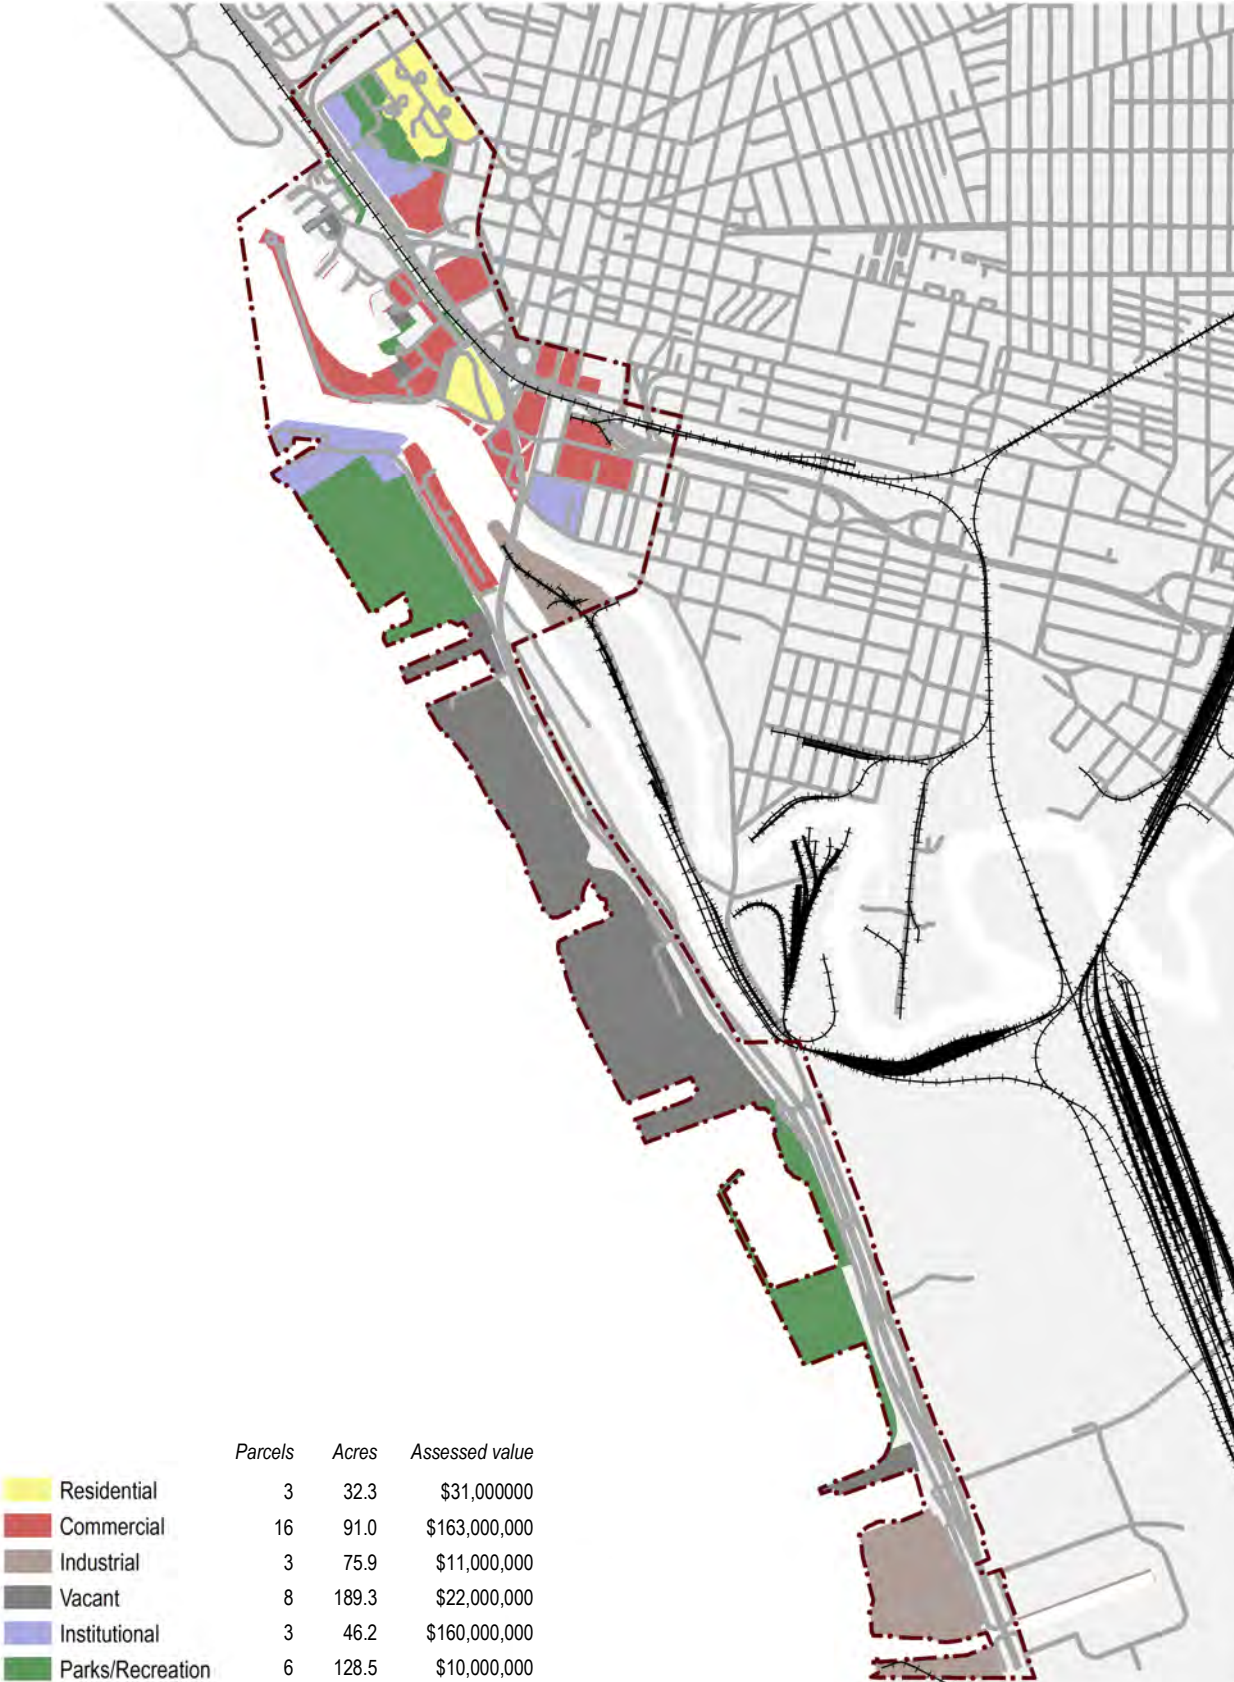 Parcels Acres Assessed value
Residential 3 32.3 $31,000000
Commercial 16 91.0 $163,000,000
Industrial 3 75.9 $11,000,000
Vacant 8 189.3 $22,000,000
Institutional 3 46.2 $160,000,000
Parks/Recreation 6 128.5 $10,000,000